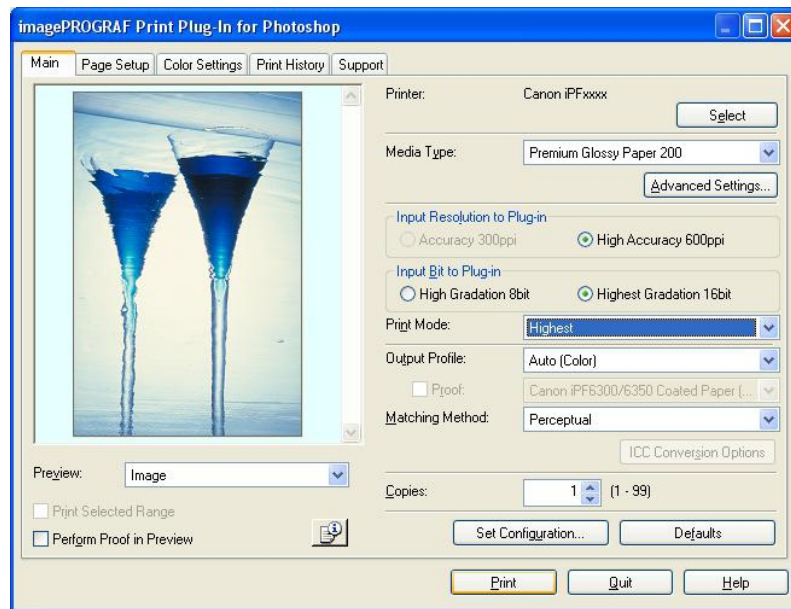 imagePROGRAF Print Plug-In for Photoshop
Main Page Setup Color Settings Print History Support
Printer: Canon iPFxxxx
Select
Media Type: Premium Glossy Paper 200
Advanced Settings...
Input Resolution to Plug-in
Accuracy 300ppi High Accuracy 600ppi
Input Bit to Plug-in
High Gradation 8bit Highest Gradation 16bit
Print Mode: Highest
Output Profile: Auto (Color)
Proof: Canon iPF6300/6350 Coated Paper (...
Matching Method: Perceptual
ICC Conversion Options
Preview: Image
Copies: 1 (1 - 99)
Print Selected Range
Perform Proof in Preview
Set Configuration... Defaults
Print Quit Help